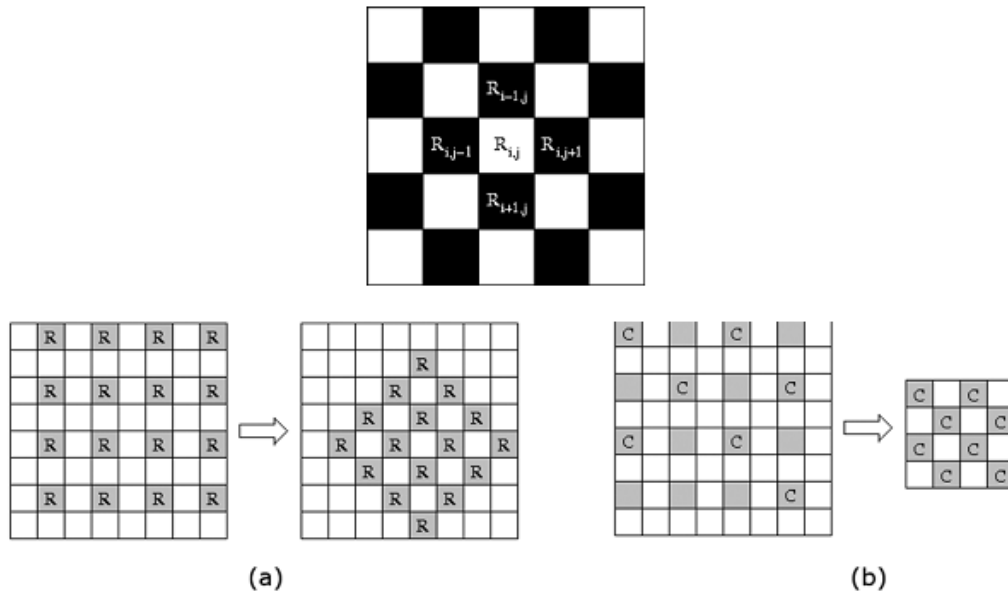 R_{i-1,j}
R_{i,j-1} R_{i,j} R_{i,j+1}
R_{i+1,j}
R R R R
R R R R
R R R R
R R R R
R
R R
R R R
R R R R
R R R
R R
R
(a)
C C
C C
C C
C
C C
C C
C C
C C
(b)